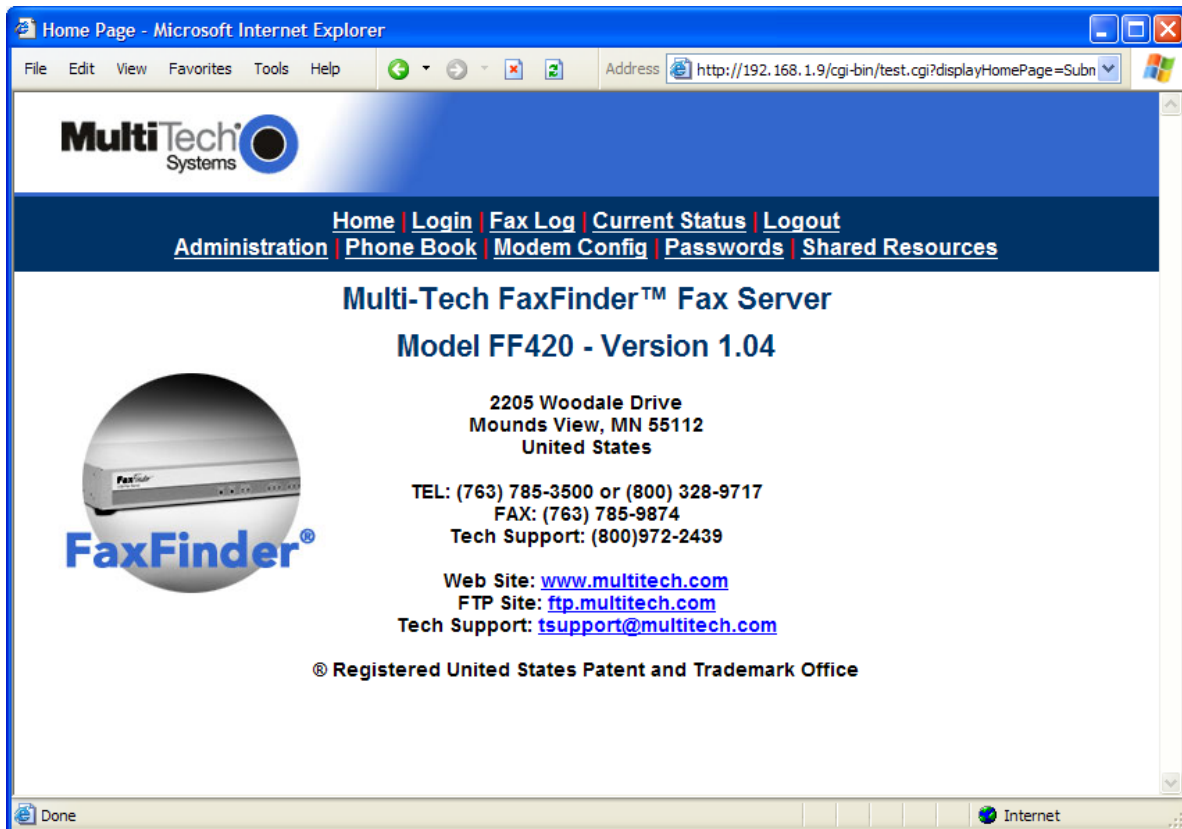 Home Page - Microsoft Internet Explorer
File Edit View Favorites Tools Help Address http://192.168.1.9/cgi-bin/test.cgi?displayHomePage=Subn
MultiTech
Systems
Home | Login | Fax Log | Current Status | Logout
Administration | Phone Book | Modem Config | Passwords | Shared Resources
Multi-Tech FaxFinder™ Fax Server
Model FF420 - Version 1.04
2205 Woodale Drive
Mounds View, MN 55112
United States
TEL: (763) 785-3500 or (800) 328-9717
FAX: (763) 785-9874
Tech Support: (800)972-2439
FaxFinder
FaxFinder®
Web Site: www.multitech.com
FTP Site: ftp.multitech.com
Tech Support: tsupport@multitech.com
® Registered United States Patent and Trademark Office
Done Internet